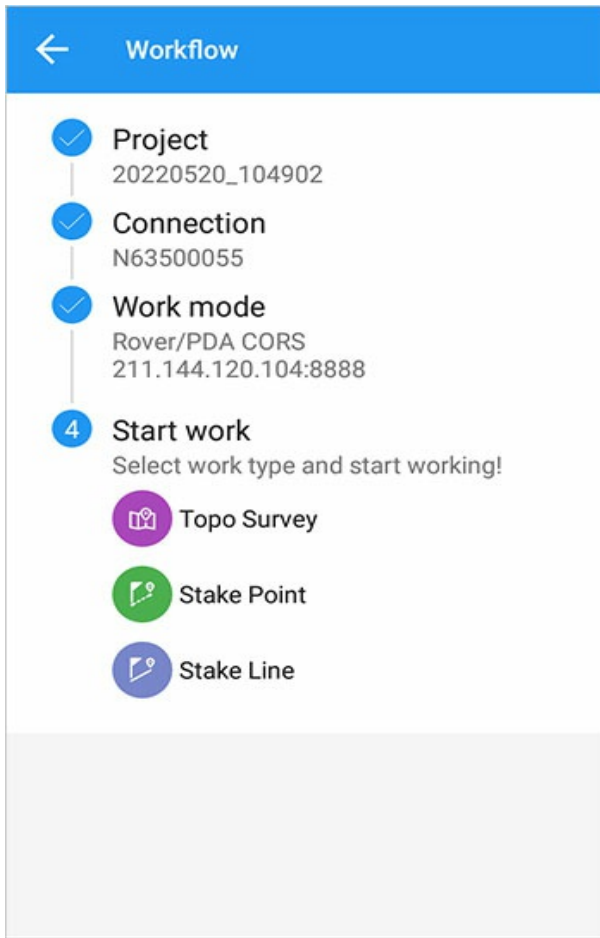 Workflow
Project
20220520_104902
Connection
N63500055
Work mode
Rover/PDA CORS
211.144.120.104:8888
4 Start work
Select work type and start working!
Topo Survey
Stake Point
Stake Line